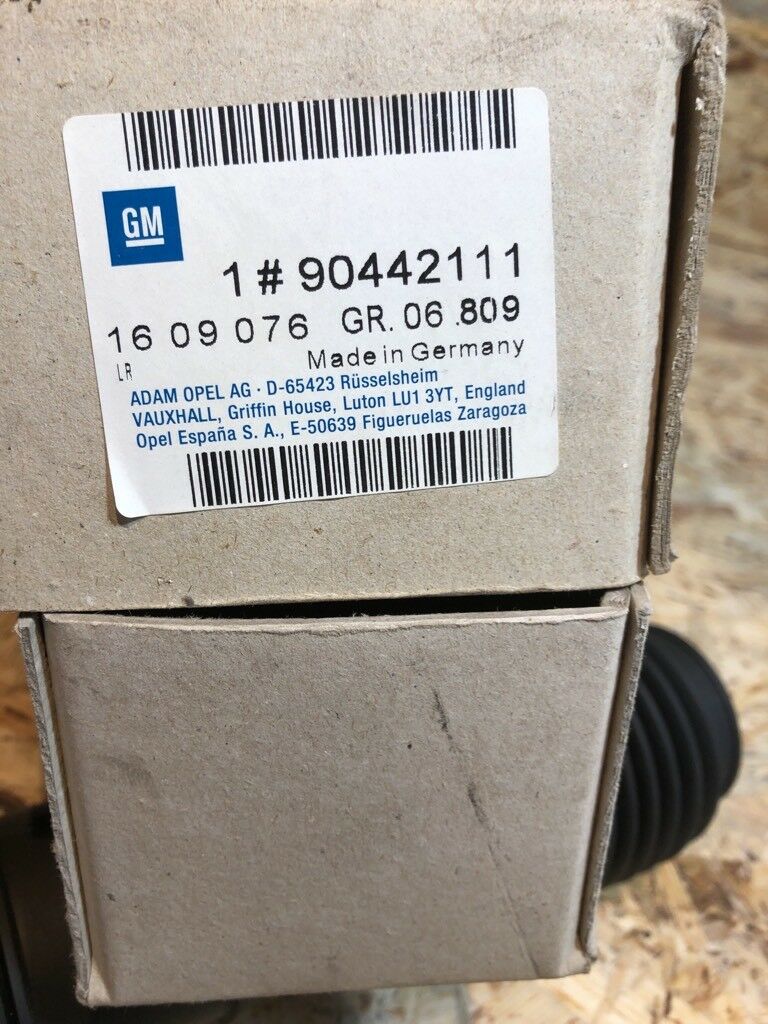 GM
1 # 90442111
16 09 076 GR. 06 .809
LR Made in Germany
ADAM OPEL AG · D-65423 Rüsselsheim
VAUXHALL, Griffin House, Luton LU1 3YT, England
Opel España S. A., E-50639 Figueruelas Zaragoza